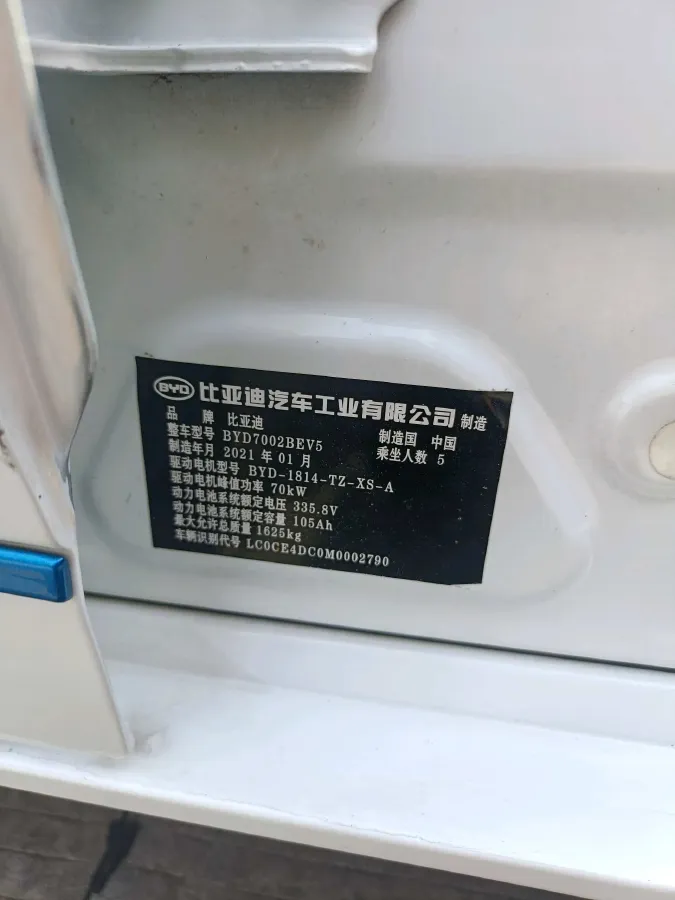 BYD 比亚迪汽车工业有限公司 制造
品 牌 比亚迪
整车型号 BYD7002BEV5 制造国 中国
制造年月 2021 年 01 月 乘坐人数 5
驱动电机型号 BYD-1814-TZ-XS-A
驱动电机峰值功率 70kW
动力电池系统额定电压 335.8V
动力电池系统额定容量 105Ah
最大允许总质量 1625kg
车辆识别代号 LC0CE4DC0M0002790